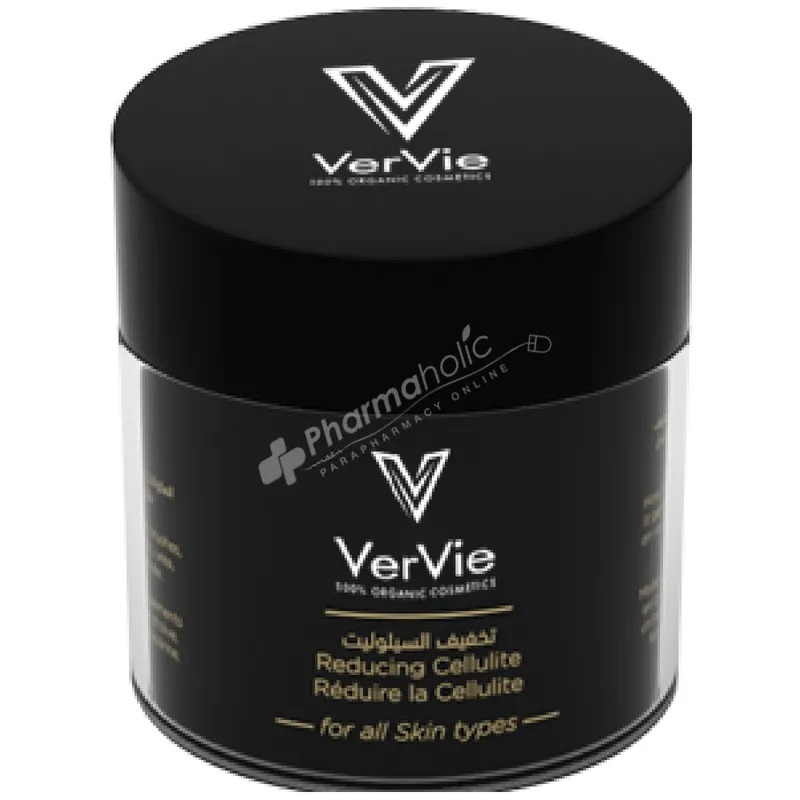 VerVie
100% ORGANIC COSMETICS
Pharmaholic
PARAPHARMACY ONLINE
VerVie
100% ORGANIC COSMETICS
تخفيف السيلوليت
Reducing Cellulite
Réduire la Cellulite
for all Skin types